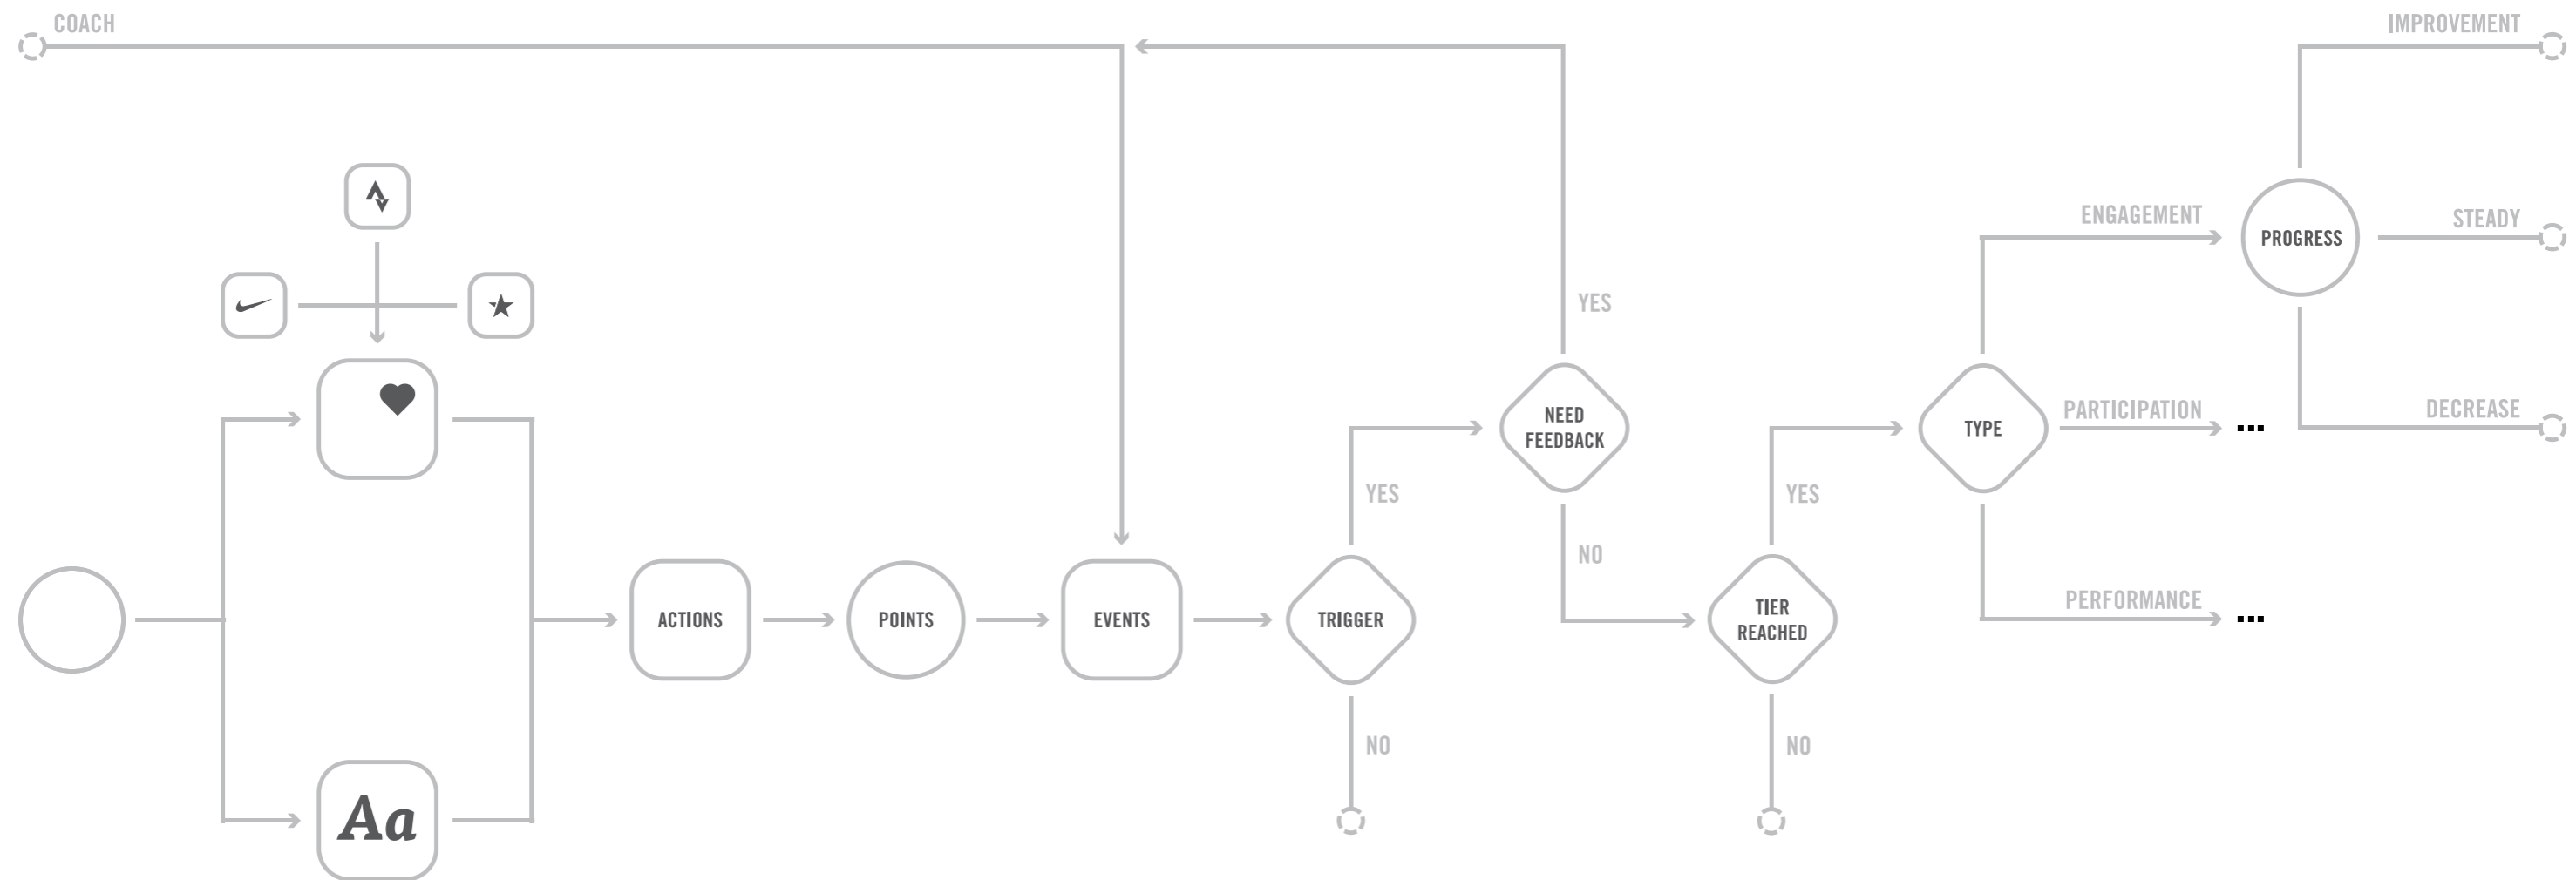 COACH
IMPROVEMENT
ENGAGEMENT
PROGRESS
STEADY
YES
NEED
FEEDBACK
TYPE
PARTICIPATION
...
DECREASE
YES
YES
NO
ACTIONS
POINTS
EVENTS
TRIGGER
TIER
REACHED
PERFORMANCE
...
NO
NO
Aa